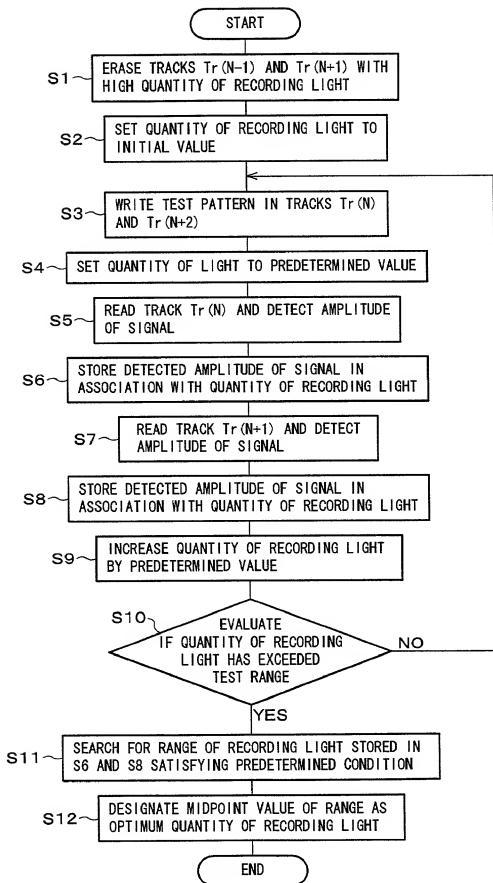 START
S1
ERASE TRACKS Tr(N-1) AND Tr(N+1) WITH
HIGH QUANTITY OF RECORDING LIGHT
S2
SET QUANTITY OF RECORDING LIGHT TO
INITIAL VALUE
S3
WRITE TEST PATTERN IN TRACKS Tr(N)
AND Tr(N+2)
S4
SET QUANTITY OF LIGHT TO PREDETERMINED VALUE
S5
READ TRACK Tr(N) AND DETECT AMPLITUDE
OF SIGNAL
S6
STORE DETECTED AMPLITUDE OF SIGNAL IN
ASSOCIATION WITH QUANTITY OF RECORDING LIGHT
S7
READ TRACK Tr(N+1) AND DETECT
AMPLITUDE OF SIGNAL
S8
STORE DETECTED AMPLITUDE OF SIGNAL IN
ASSOCIATION WITH QUANTITY OF RECORDING LIGHT
S9
INCREASE QUANTITY OF RECORDING LIGHT
BY PREDETERMINED VALUE
S10
EVALUATE
IF QUANTITY OF RECORDING
LIGHT HAS EXCEEDED
TEST RANGE
NO
YES
S11
SEARCH FOR RANGE OF RECORDING LIGHT STORED IN
S6 AND S8 SATISFYING PREDETERMINED CONDITION
S12
DESIGNATE MIDPOINT VALUE OF RANGE AS
OPTIMUM QUANTITY OF RECORDING LIGHT
END